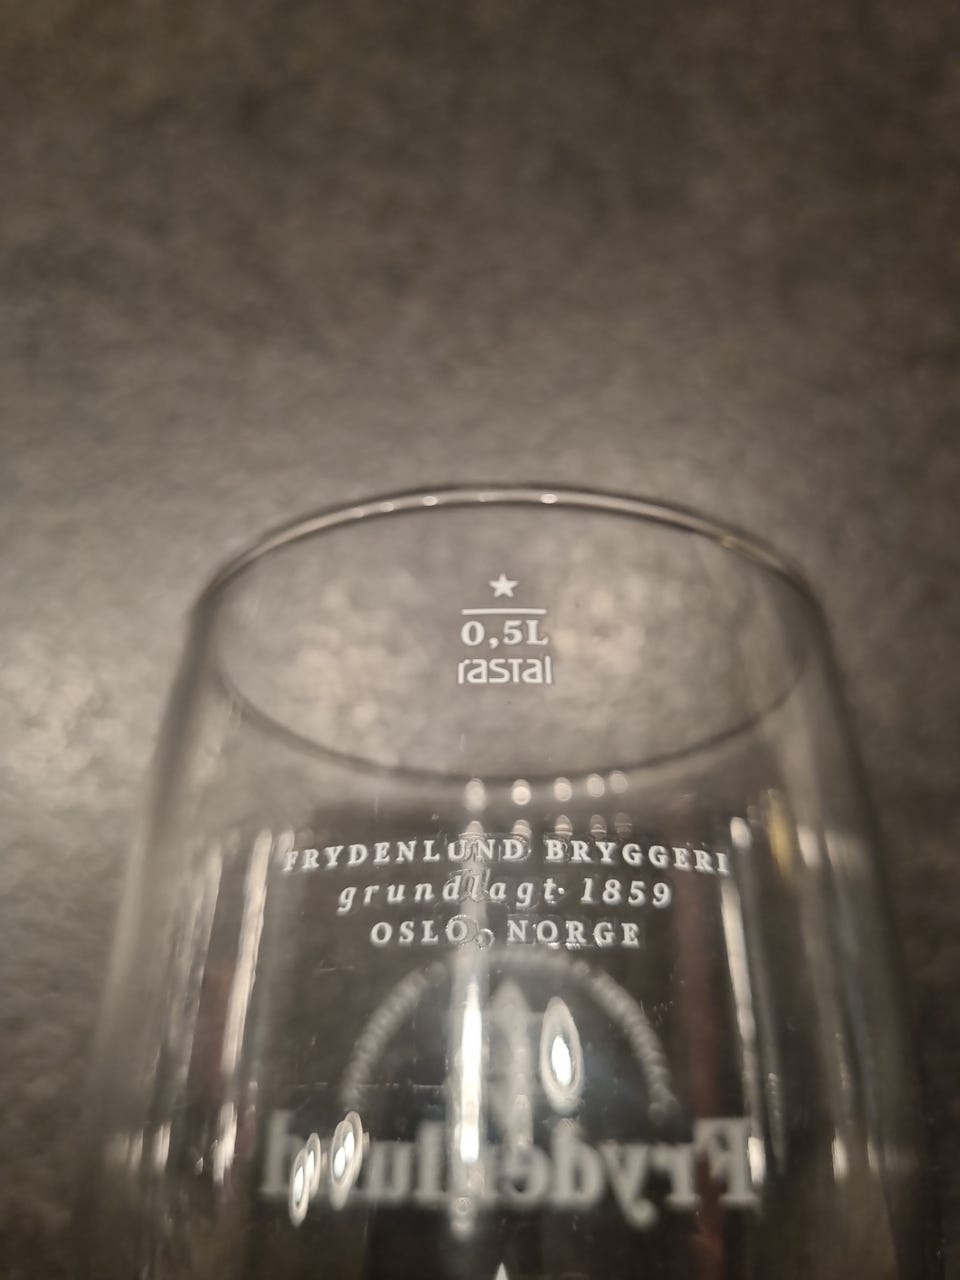 0,5L
rastal
FRYDENLUND BRYGGERI
grundlagt 1859
OSLO, NORGE
Frydenlund